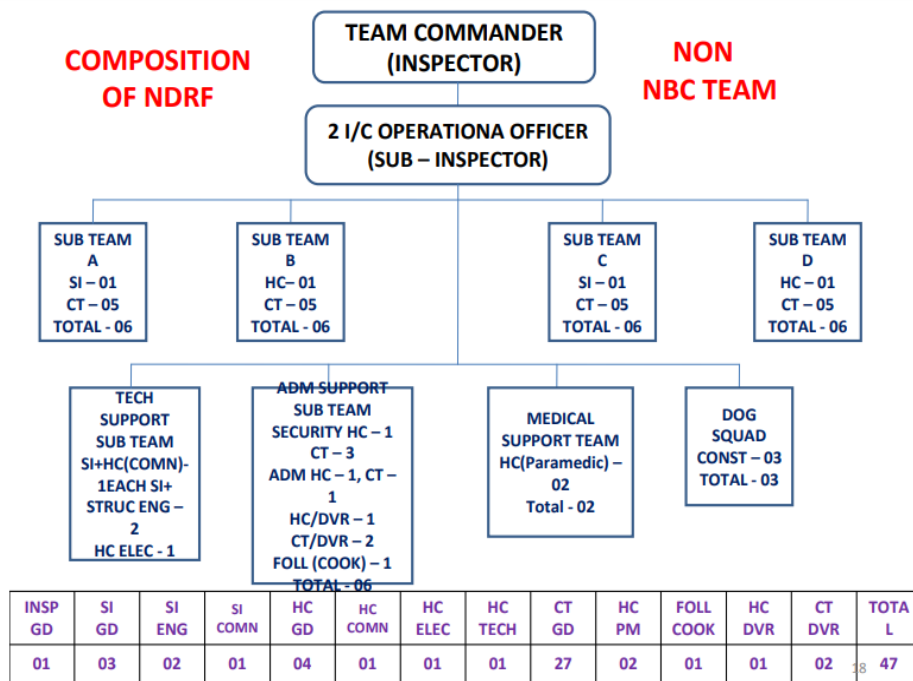 COMPOSITION
OF NDRF
TEAM COMMANDER
(INSPECTOR)
NON
NBC TEAM
2 I/C OPERATIONA OFFICER
(SUB – INSPECTOR)
SUB TEAM
A
SI – 01
CT – 05
TOTAL - 06
SUB TEAM
B
HC– 01
CT – 05
TOTAL - 06
SUB TEAM
C
SI – 01
CT – 05
TOTAL - 06
SUB TEAM
D
HC – 01
CT – 05
TOTAL - 06
TECH
SUPPORT
SUB TEAM
SI+HC(COMN)-
1EACH SI+
STRUC ENG –
2
HC ELEC - 1
ADM SUPPORT
SUB TEAM
SECURITY HC – 1
CT – 3
ADM HC – 1, CT –
1
HC/DVR – 1
CT/DVR – 2
FOLL (COOK) – 1
TOTAL - 06
MEDICAL
SUPPORT TEAM
HC(Paramedic) –
02
Total - 02
DOG
SQUAD
CONST – 03
TOTAL - 03
INSP SI SI SI HC HC HC HC CT HC FOLL HC CT TOTA
GD GD ENG COMN GD COMN ELEC TECH GD PM COOK DVR DVR L
01 03 02 01 04 01 01 01 27 02 01 01 02 47
18